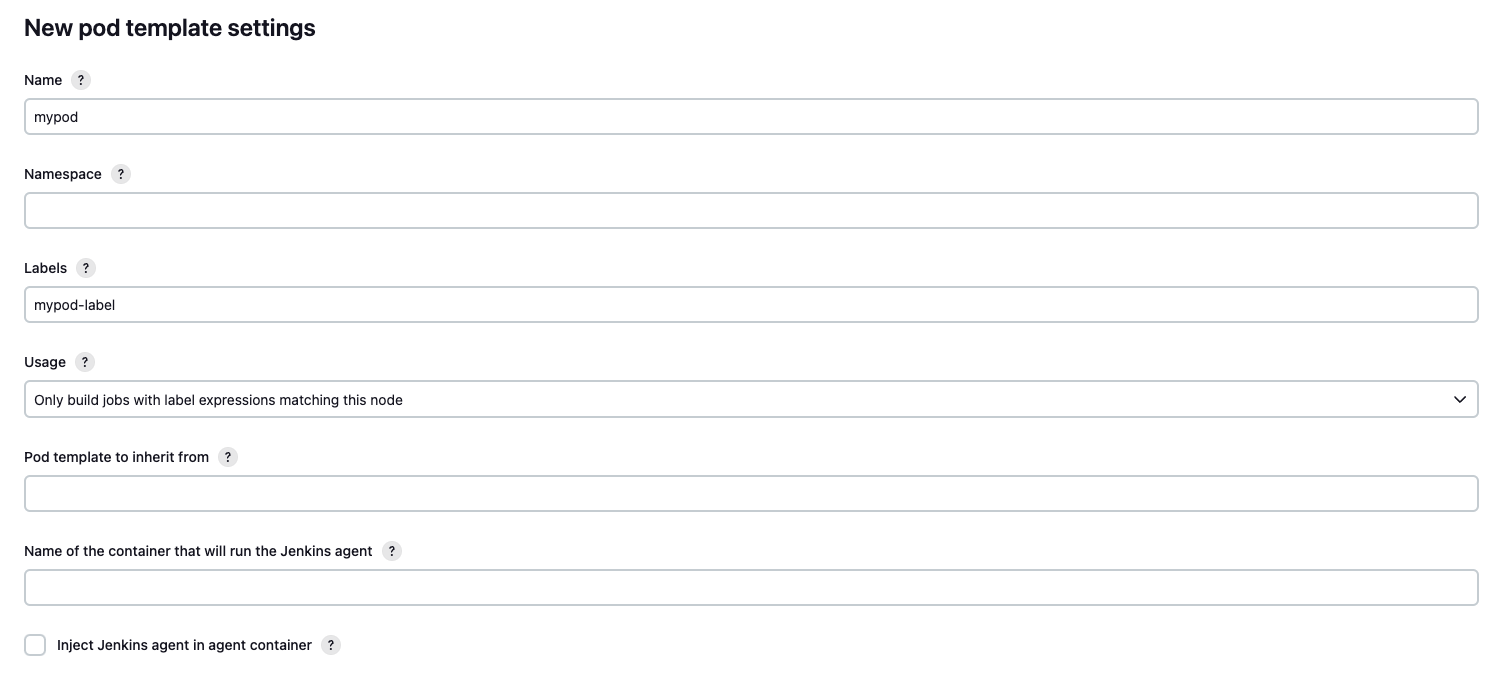 New pod template settings
Name ?
mypod
Namespace ?
Labels ?
mypod-label
Usage ?
Only build jobs with label expressions matching this node
Pod template to inherit from ?
Name of the container that will run the Jenkins agent ?
Inject Jenkins agent in agent container ?